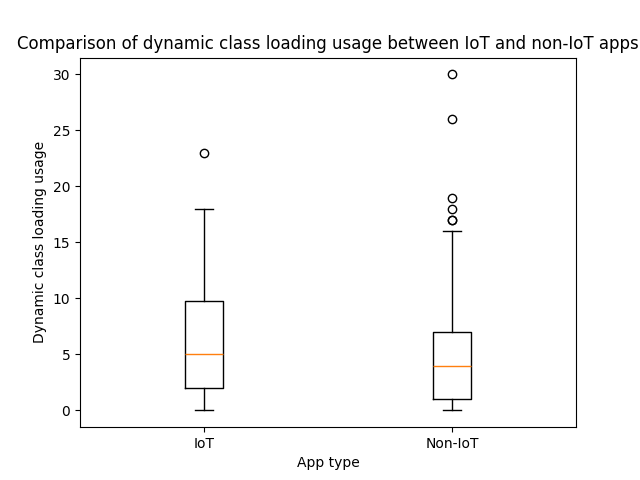 Comparison of dynamic class loading usage between IoT and non-IoT apps
30
25
20
15
10
5
0
Dynamic class loading usage
IoT
Non-IoT
App type